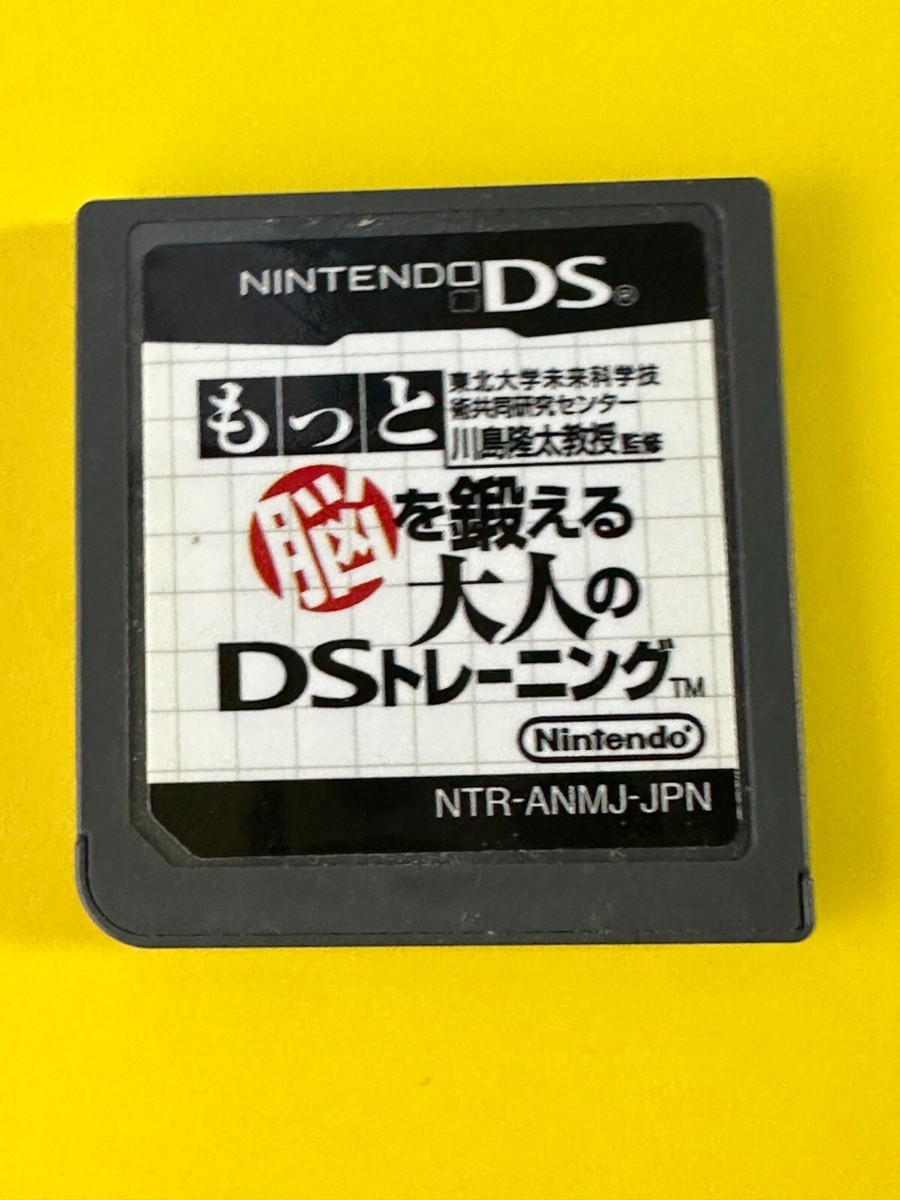 NINTENDO DS®
もっと
東北大学未来科学技
術共同研究センター
川島隆太教授監修
脳を鍛える
大人の
DSトレーニング™
Nintendo
NTR-ANMJ-JPN